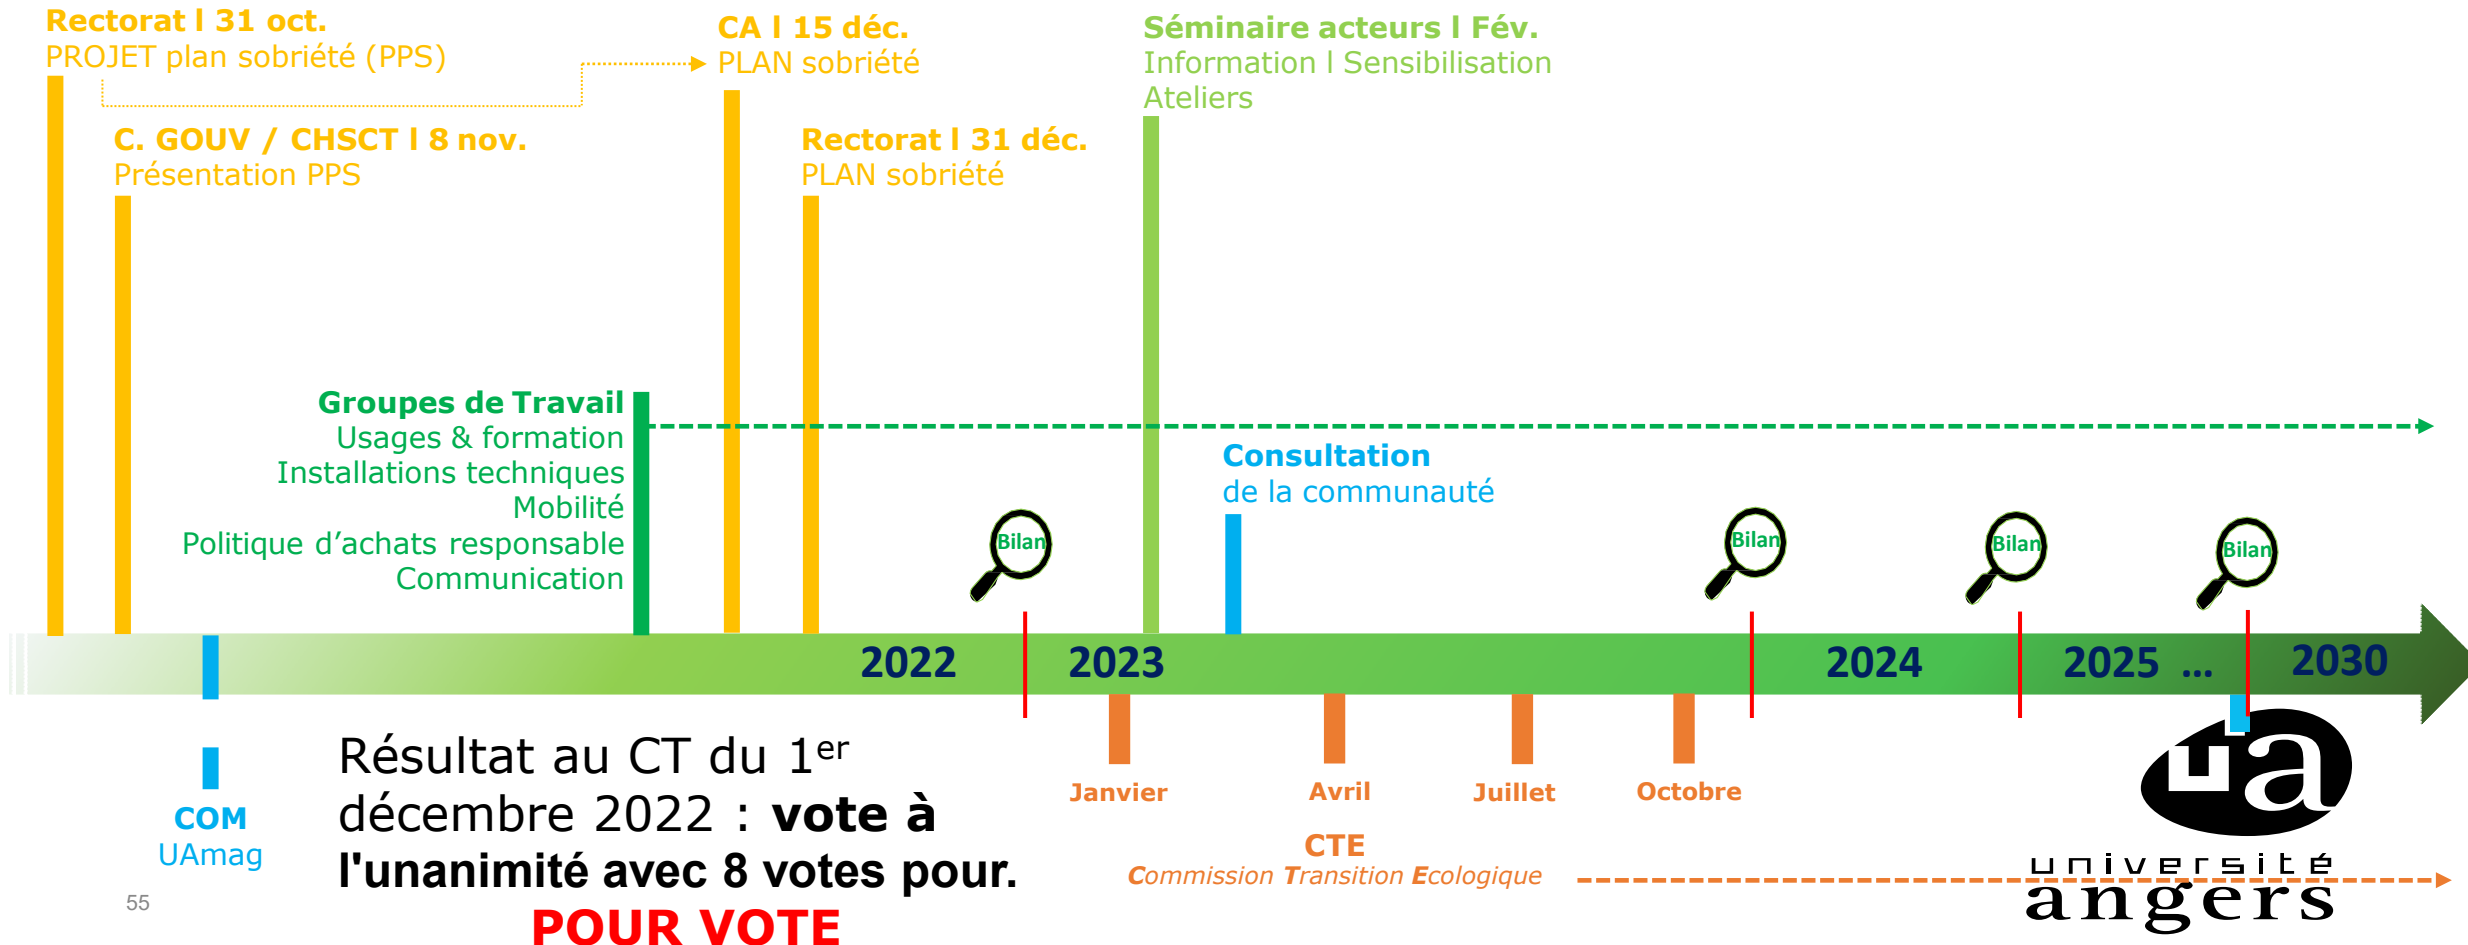 Rectorat l 31 oct.
PROJET plan sobriété (PPS)
CA l 15 déc.
PLAN sobriété
Séminaire acteurs l Fév.
Information l Sensibilisation
Ateliers
C. GOUV / CHSCT l 8 nov.
Présentation PPS
Rectorat l 31 déc.
PLAN sobriété
Groupes de Travail
Usages & formation
Installations techniques
Mobilité
Politique d’achats responsable
Communication
Consultation
de la communauté
Bilan
Bilan
Bilan
Bilan
2022
2023
2024
2025 ...
2030
COM
UAmag
Résultat au CT du 1er
décembre 2022 : vote à
l'unanimité avec 8 votes pour.
POUR VOTE
Janvier
Avril
Juillet
Octobre
CTE
Commission Transition Ecologique
ua
université
angers
55